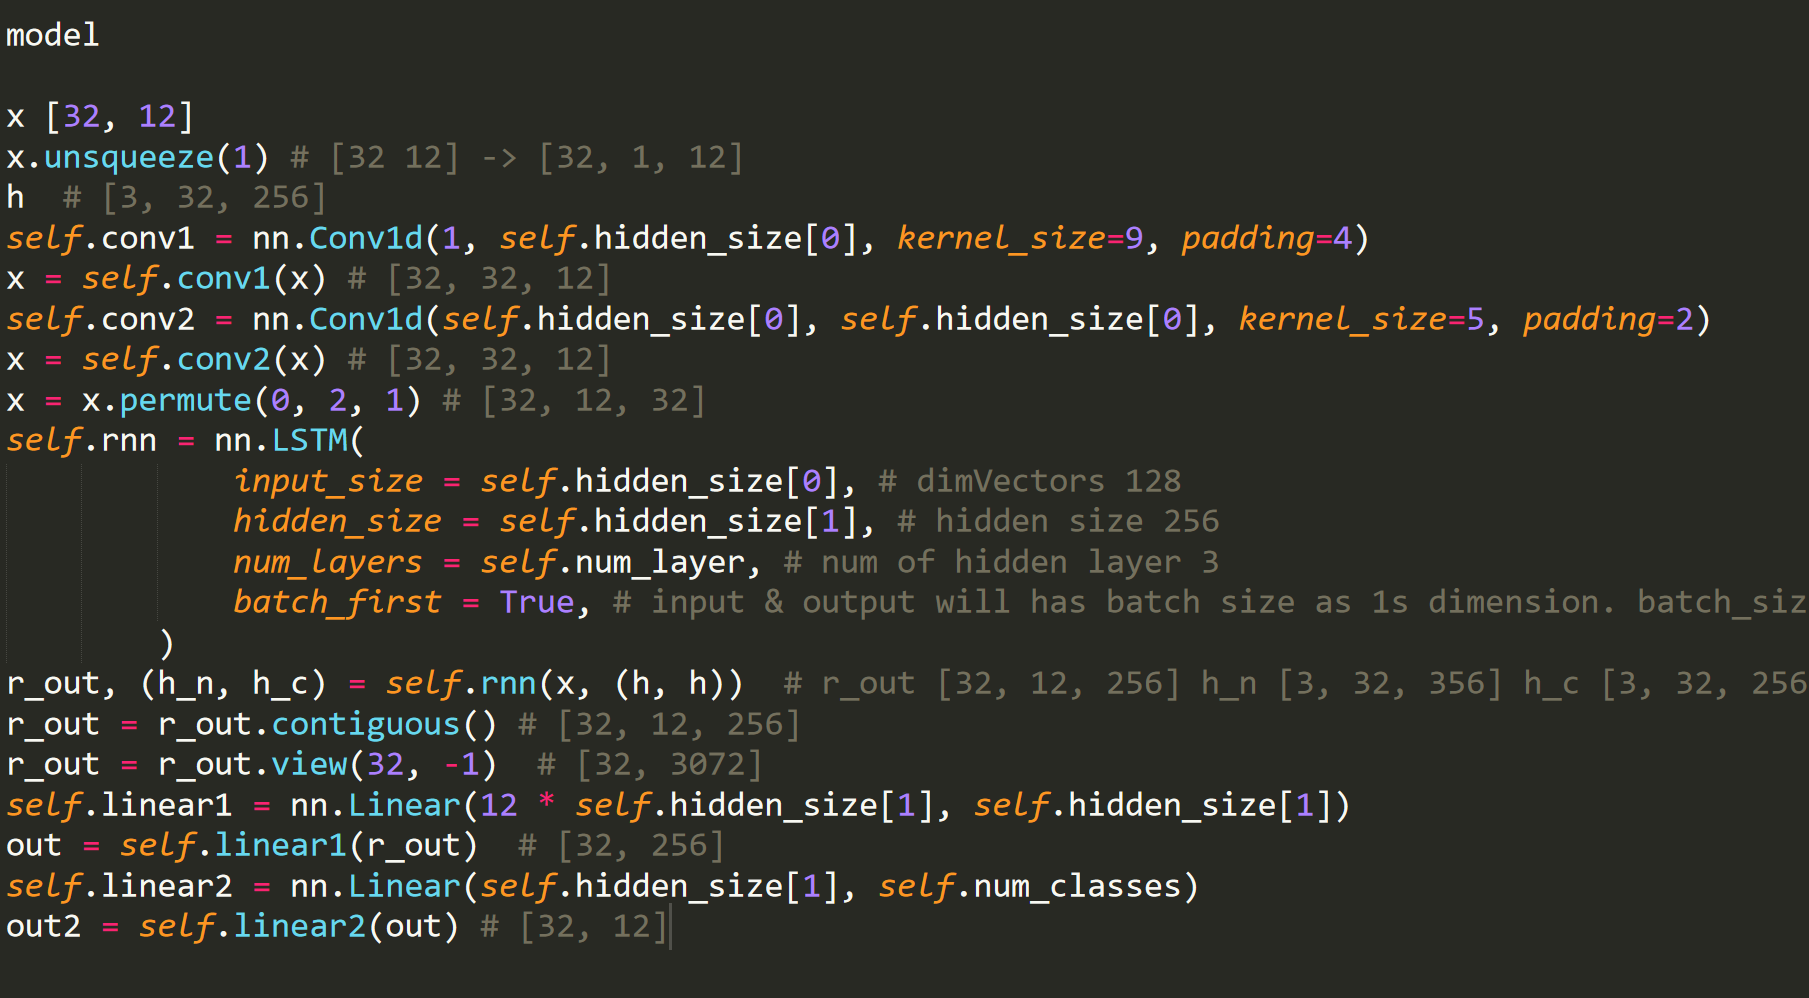 model
x [32, 12]
x.unsqueeze(1) # [32 12] -> [32, 1, 12]
h  # [3, 32, 256]
self.conv1 = nn.Conv1d(1, self.hidden_size[0], kernel_size=9, padding=4)
x = self.conv1(x) # [32, 32, 12]
self.conv2 = nn.Conv1d(self.hidden_size[0], self.hidden_size[0], kernel_size=5, padding=2)
x = self.conv2(x) # [32, 32, 12]
x = x.permute(0, 2, 1) # [32, 12, 32]
self.rnn = nn.LSTM(
            input_size = self.hidden_size[0], # dimVectors 128
            hidden_size = self.hidden_size[1], # hidden size 256
            num_layers = self.num_layer, # num of hidden layer 3
            batch_first = True, # input & output will has batch size as 1s dimension. batch_siz
        )
r_out, (h_n, h_c) = self.rnn(x, (h, h))  # r_out [32, 12, 256] h_n [3, 32, 356] h_c [3, 32, 256
r_out = r_out.contiguous() # [32, 12, 256]
r_out = r_out.view(32, -1)  # [32, 3072]
self.linear1 = nn.Linear(12 * self.hidden_size[1], self.hidden_size[1])
out = self.linear1(r_out)  # [32, 256]
self.linear2 = nn.Linear(self.hidden_size[1], self.num_classes)
out2 = self.linear2(out) # [32, 12]